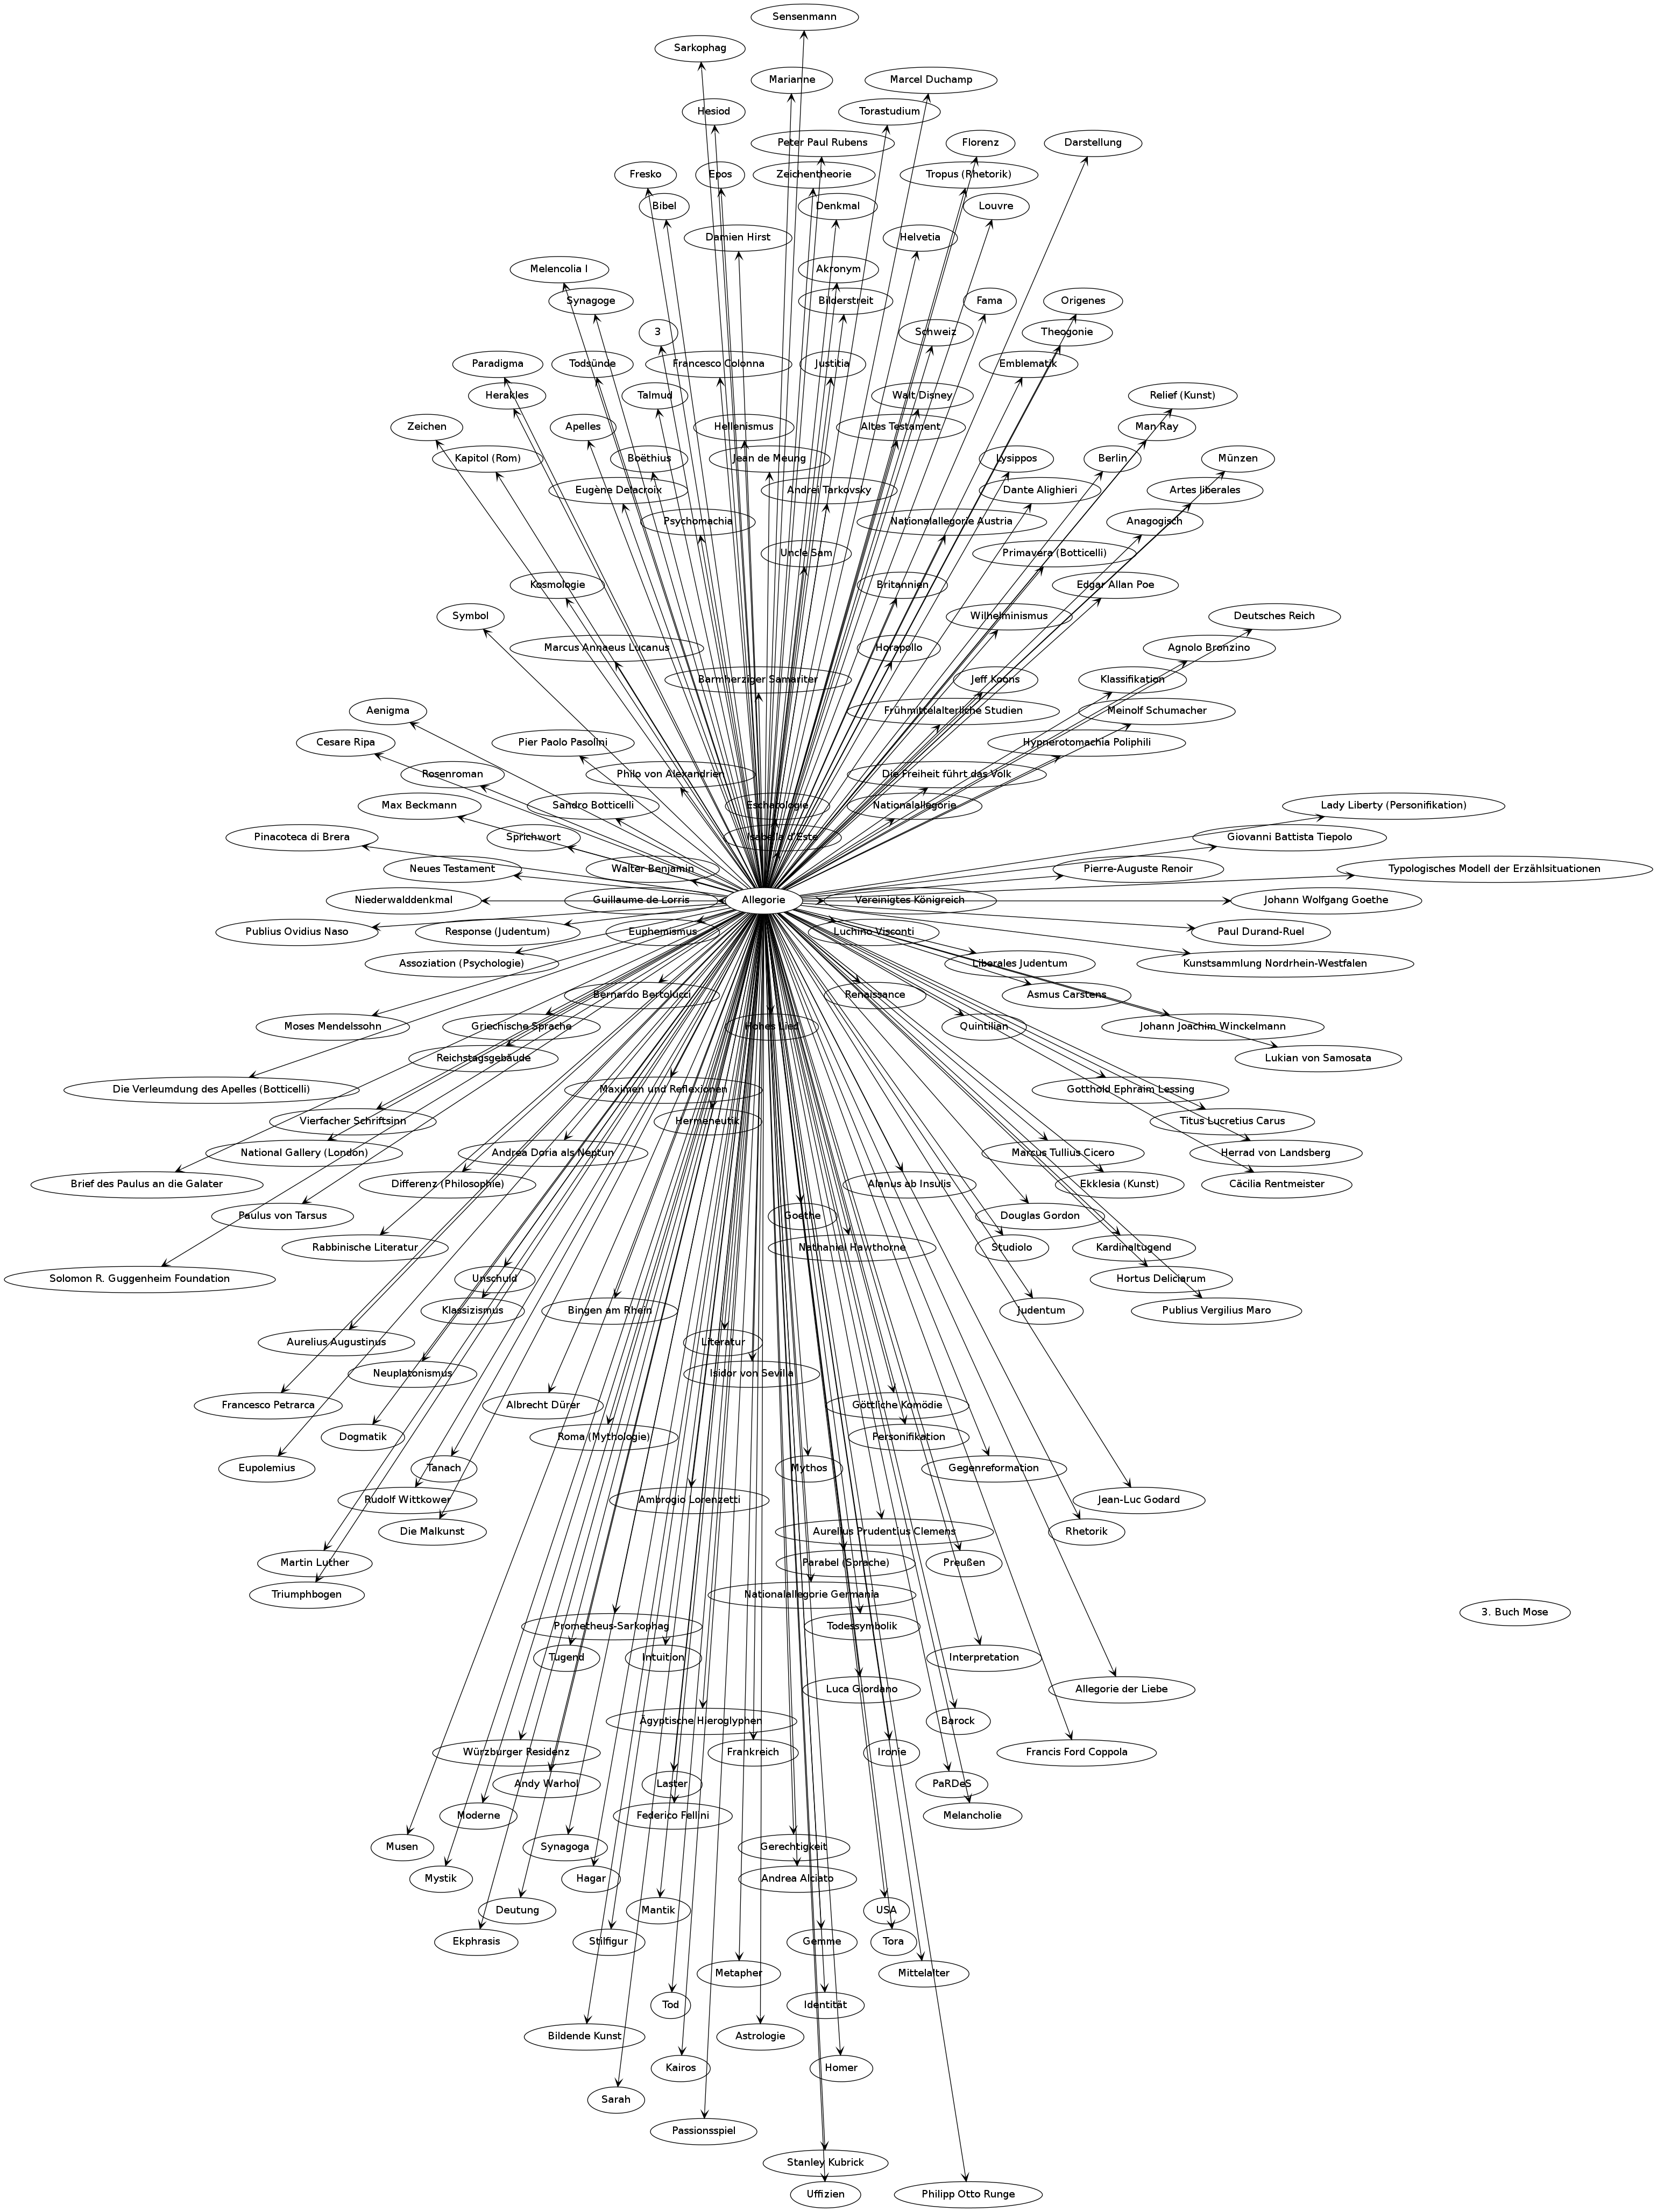 Sensenmann
Sarkophag
Marianne
Marcel Duchamp
Hesiod
Torastudium
Peter Paul Rubens
Florenz
Darstellung
Fresko
Epos
Zeichentheorie
Tropus (Rhetorik)
Bibel
Denkmal
Louvre
Damien Hirst
Helvetia
Melencolia I
Akronym
Synagoge
Bilderstreit
Fama
Origenes
3
Schweiz
Theogonie
Paradigma
Todsünde
Francesco Colonna
Justitia
Emblematik
Herakles
Talmud
Walt Disney
Relief (Kunst)
Zeichen
Apelles
Hellenismus
Altes Testament
Man Ray
Kapitol (Rom)
Boëthius
Jean de Meung
Lysippos
Berlin
Münzen
Eugène Delacroix
Andrei Tarkovsky
Dante Alighieri
Artes liberales
Psychomachia
Nationalallegorie Austria
Anagogisch
Uncle Sam
Primavera (Botticelli)
Kosmologie
Britannien
Edgar Allan Poe
Symbol
Wilhelminismus
Deutsches Reich
Marcus Annaeus Lucanus
Horapollo
Agnolo Bronzino
Barmherziger Samariter
Jeff Koons
Klassifikation
Aenigma
Frühmittelalterliche Studien
Meinolf Schumacher
Cesare Ripa
Pier Paolo Pasolini
Hypnerotomachia Poliphili
Rosenroman
Philo von Alexandrien
Die Freiheit führt das Volk
Max Beckmann
Sandro Botticelli
Eschatologie
Nationalallegorie
Lady Liberty (Personifikation)
Pinacoteca di Brera
Sprichwort
Isabella d'Este
Giovanni Battista Tiepolo
Neues Testament
Walter Benjamin
Pierre-Auguste Renoir
Typologisches Modell der Erzählsituationen
Niederwalddenkmal
Guillaume de Lorris
Allegorie
Vereinigtes Königreich
Johann Wolfgang Goethe
Publius Ovidius Naso
Response (Judentum)
Euphemismus
Luchino Visconti
Paul Durand-Ruel
Assoziation (Psychologie)
Liberales Judentum
Kunstsammlung Nordrhein-Westfalen
Bernardo Bertolucci
Renaissance
Asmus Carstens
Moses Mendelssohn
Griechische Sprache
Hohes Lied
Quintilian
Johann Joachim Winckelmann
Reichstagsgebäude
Lukian von Samosata
Die Verleumdung des Apelles (Botticelli)
Maximen und Reflexionen
Gotthold Ephraim Lessing
Vierfacher Schriftsinn
Hermeneutik
Titus Lucretius Carus
National Gallery (London)
Andrea Doria als Neptun
Marcus Tullius Cicero
Herrad von Landsberg
Brief des Paulus an die Galater
Differenz (Philosophie)
Alanus ab Insulis
Ekklesia (Kunst)
Cäcilia Rentmeister
Paulus von Tarsus
Goethe
Douglas Gordon
Rabbinische Literatur
Nathaniel Hawthorne
Studiolo
Kardinaltugend
Solomon R. Guggenheim Foundation
Unschuld
Hortus Deliciarum
Klassizismus
Bingen am Rhein
Judentum
Publius Vergilius Maro
Aurelius Augustinus
Literatur
Neuplatonismus
Isidor von Sevilla
Francesco Petrarca
Albrecht Dürer
Göttliche Komödie
Dogmatik
Roma (Mythologie)
Personifikation
Eupolemius
Tanach
Mythos
Gegenreformation
Rudolf Wittkower
Ambrogio Lorenzetti
Jean-Luc Godard
Die Malkunst
Aurelius Prudentius Clemens
Rhetorik
Martin Luther
Parabel (Sprache)
Preußen
Triumphbogen
Nationalallegorie Germania
3. Buch Mose
Prometheus-Sarkophag
Todessymbolik
Tugend
Intuition
Interpretation
Luca Giordano
Allegorie der Liebe
Ägyptische Hieroglyphen
Barock
Würzburger Residenz
Frankreich
Ironie
Francis Ford Coppola
Andy Warhol
Laster
PaRDeS
Moderne
Federico Fellini
Melancholie
Musen
Synagoga
Gerechtigkeit
Mystik
Hagar
Andrea Alciato
Deutung
Mantik
USA
Ekphrasis
Stilfigur
Gemme
Tora
Metapher
Mittelalter
Tod
Identität
Bildende Kunst
Astrologie
Kairos
Homer
Sarah
Passionsspiel
Stanley Kubrick
Uffizien
Philipp Otto Runge